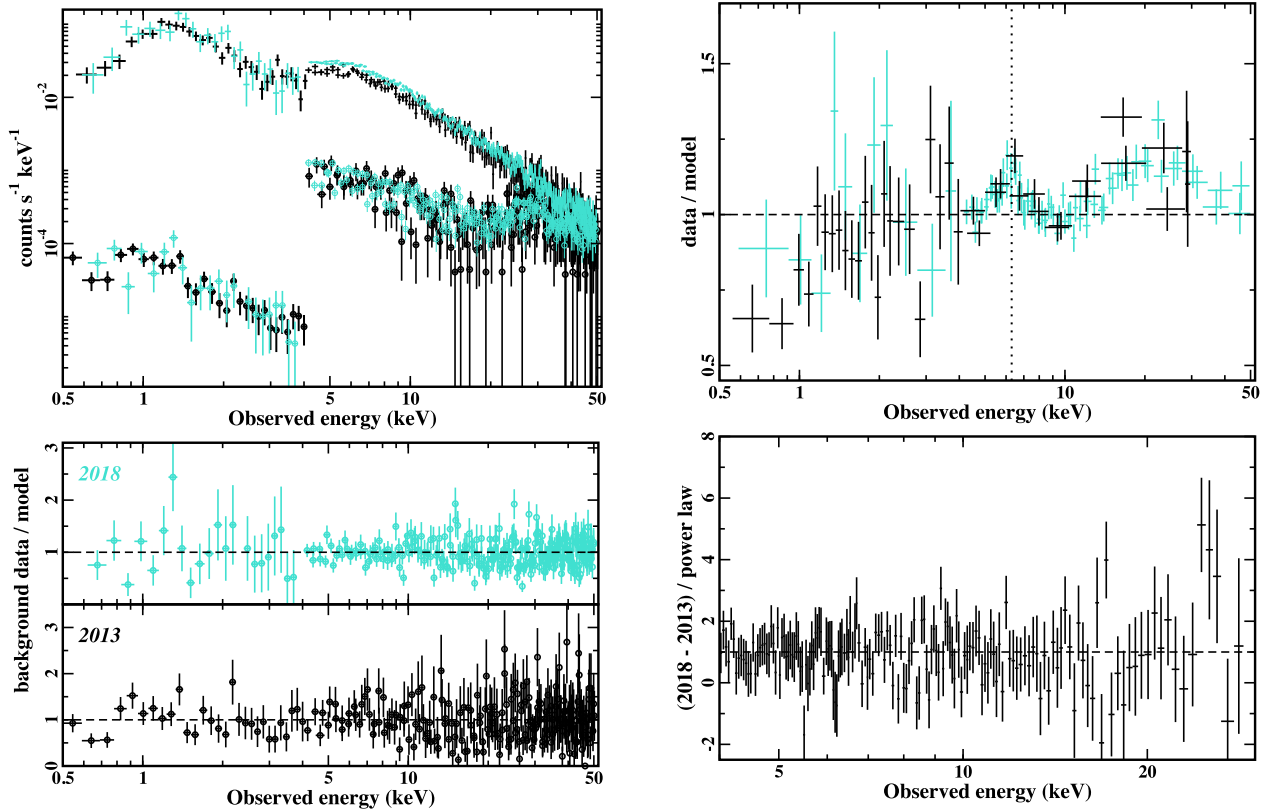 counts s⁻¹ keV⁻¹
10⁻²
10⁻⁴
0.5 1 2 5 10 20 50
Observed energy (keV)
data / model
1.5
1
0.5
0.5 1 2 5 10 20 50
Observed energy (keV)
background data / model
2018
3
2
1
2013
3
2
1
0
0.5 1 2 5 10 20 50
Observed energy (keV)
(2018 - 2013) / power law
8
6
4
2
0
-2
5 10 20
Observed energy (keV)